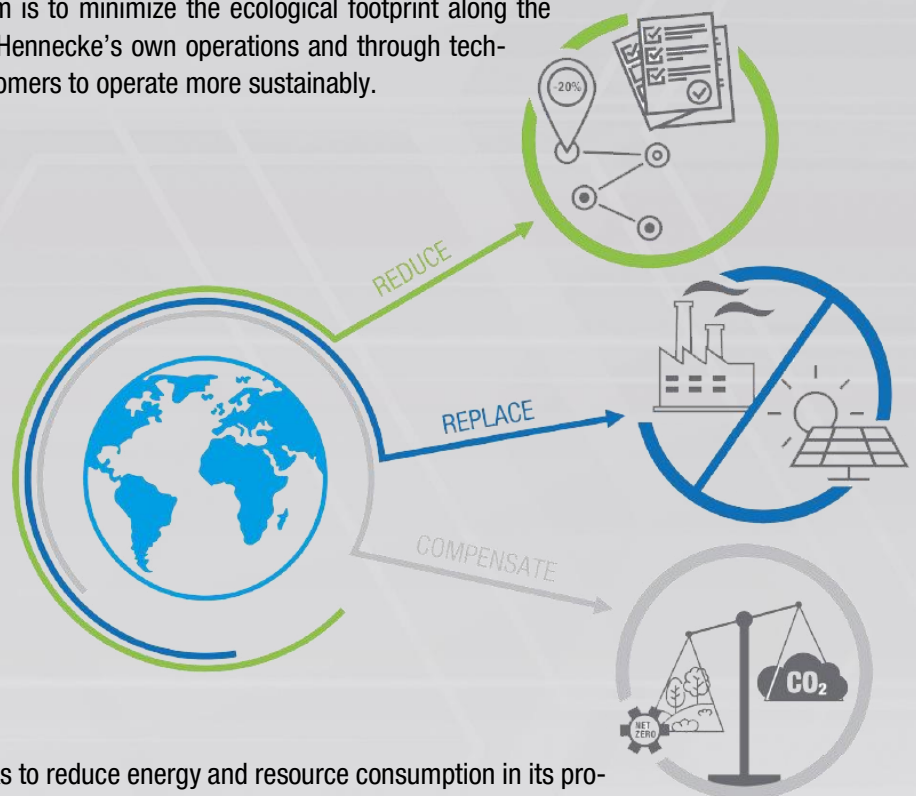 m is to minimize the ecological footprint along the
Hennecke’s own operations and through tech-
omers to operate more sustainably.
-20%
REDUCE
REPLACE
COMPENSATE
CO₂
NET
ZERO
s to reduce energy and resource consumption in its pro-